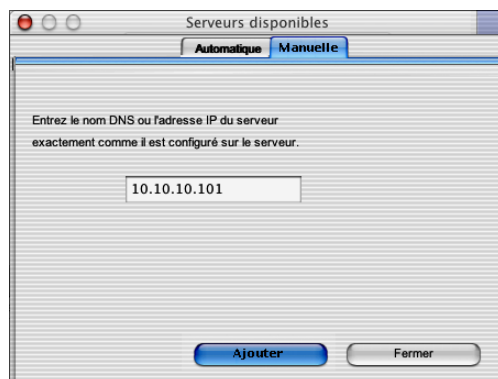 Serveurs disponibles
Automatique Manuelle
Entrez le nom DNS ou l'adresse IP du serveur
exactement comme il est configuré sur le serveur.
10.10.10.101
Ajouter Fermer